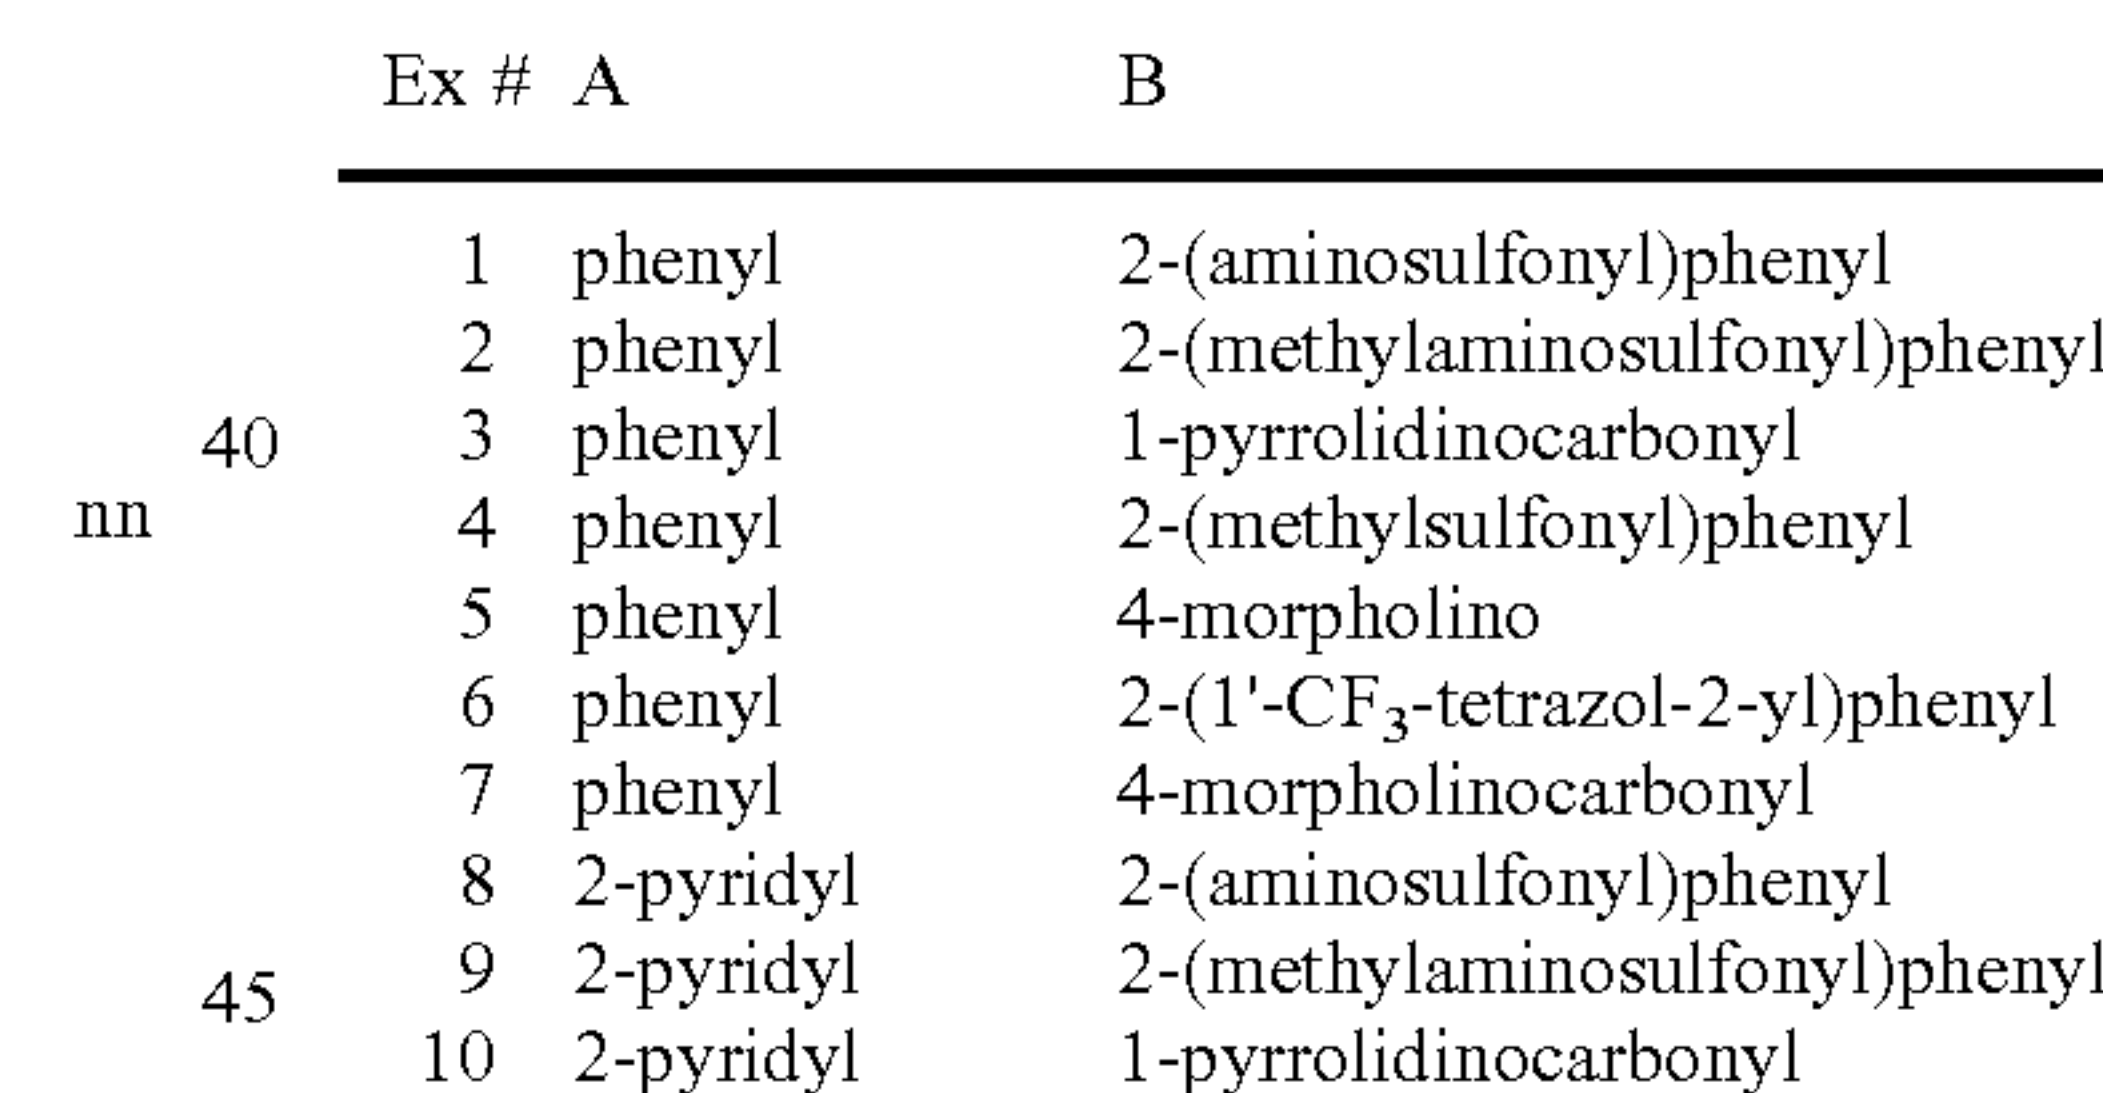 Ex # A B
1 phenyl 2-(aminosulfonyl)phenyl
2 phenyl 2-(methylaminosulfonyl)phenyl
40 3 phenyl 1-pyrrolidinocarbonyl
nn 4 phenyl 2-(methylsulfonyl)phenyl
5 phenyl 4-morpholino
6 phenyl 2-(1'-CF₃-tetrazol-2-yl)phenyl
7 phenyl 4-morpholinocarbonyl
8 2-pyridyl 2-(aminosulfonyl)phenyl
45 9 2-pyridyl 2-(methylaminosulfonyl)phenyl
10 2-pyridyl 1-pyrrolidinocarbonyl